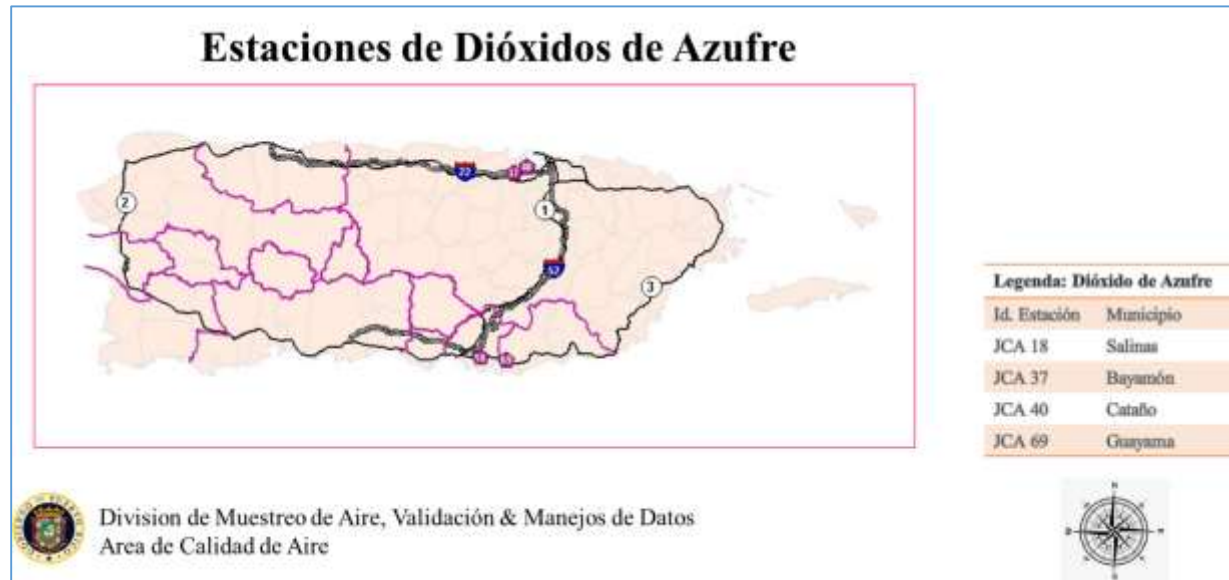 Estaciones de Dióxidos de Azufre
22
2
1
52
3
Legenda: Dióxido de Azufre
Id. Estación Municipio
JCA 18 Salinas
JCA 37 Bayamón
JCA 40 Cataño
JCA 69 Guayama
Division de Muestreo de Aire, Validación & Manejos de Datos
Area de Calidad de Aire